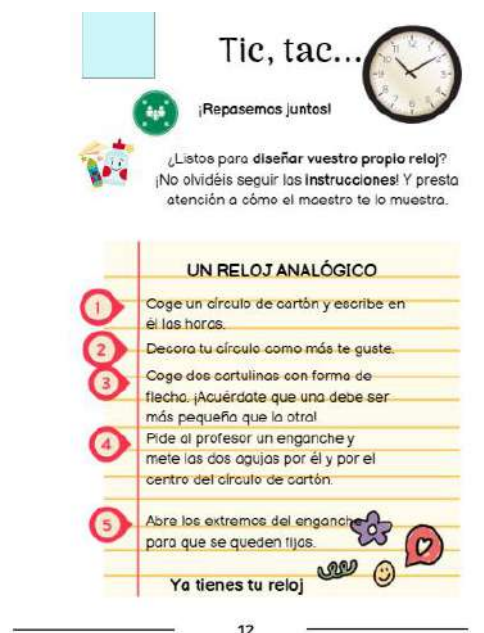 Tic, tac...
¡Repasemos juntos!
¿Listos para diseñar vuestro propio reloj?
¡No olvidéis seguir las instrucciones! Y presta
atención a cómo el maestro te lo muestra.
UN RELOJ ANALÓGICO
1 Coge un círculo de cartón y escribe en
él las horas.
2 Decora tu círculo como más te guste.
3 Coge dos cartulinas con forma de
flecha. ¡Acuérdate que una debe ser
más pequeña que la otra!
4 Pide al profesor un enganche y
mete las dos agujas por él y por el
centro del círculo de cartón.
5 Abre los extremos del enganche
para que se queden fijas.
Ya tienes tu reloj
12